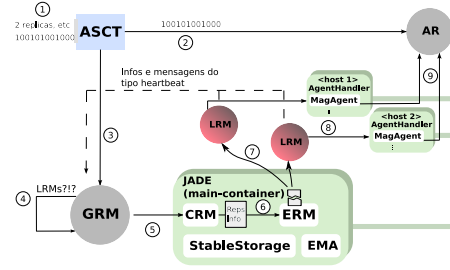 1
2 replicas, etc
100101001000
ASCT
100101001000
2
AR
Infos e mensagens do
tipo heartbeat
<host 1>
AgentHandler
MagAgent
9
LRM
<host 2>
AgentHandler
MagAgent
⋮
8
LRM
3
7
JADE
(main-container)
LRMs?!?
4
GRM
5
CRM
Reps
Info
6
ERM
StableStorage
EMA